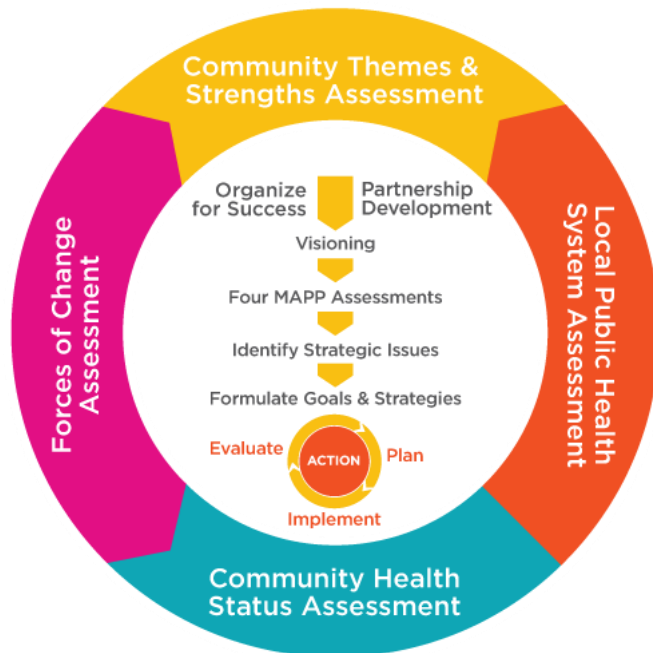 Community Themes &
Strengths Assessment
Local Public Health
System Assessment
Community Health
Status Assessment
Forces of Change
Assessment
Organize
for Success
Partnership
Development
Visioning
Four MAPP Assessments
Identify Strategic Issues
Formulate Goals & Strategies
Evaluate
ACTION
Plan
Implement